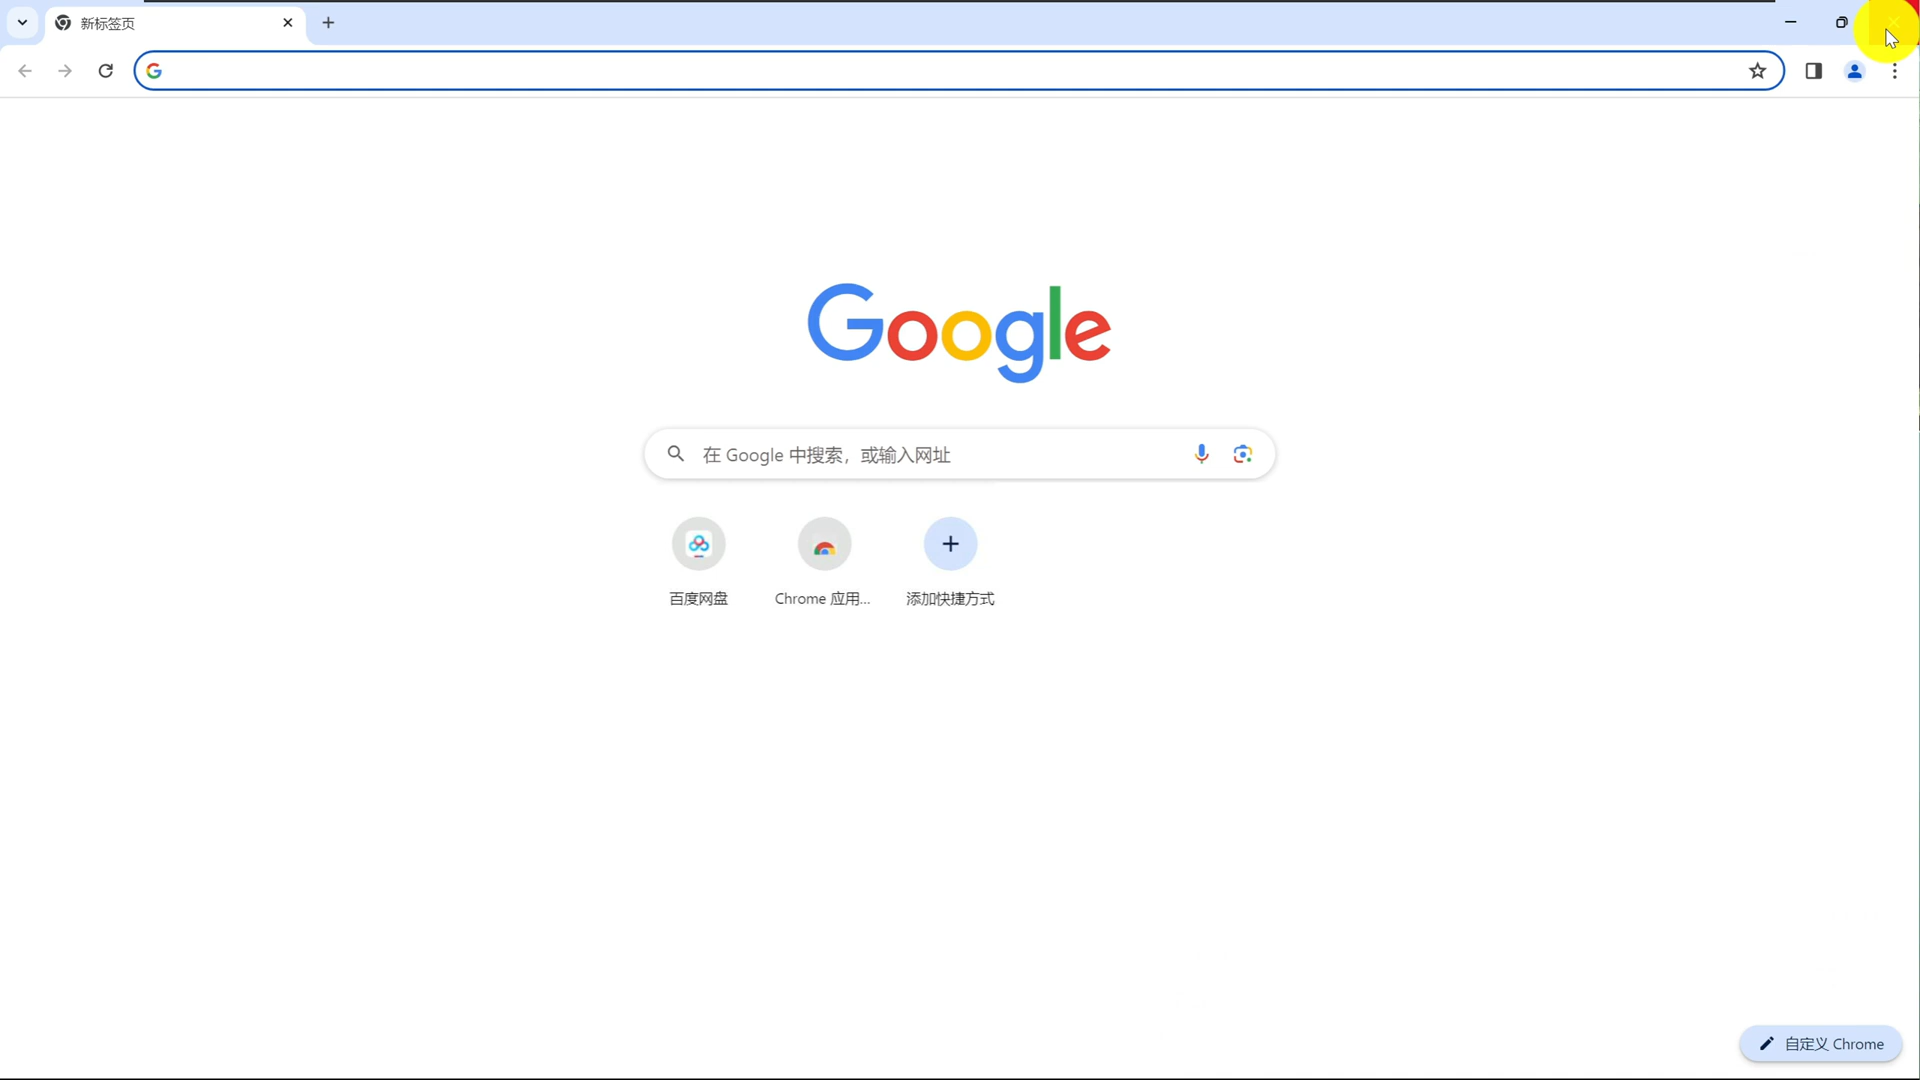 新标签页
Google
在 Google 中搜索，或输入网址
百度网盘
Chrome 应用...
添加快捷方式
自定义 Chrome